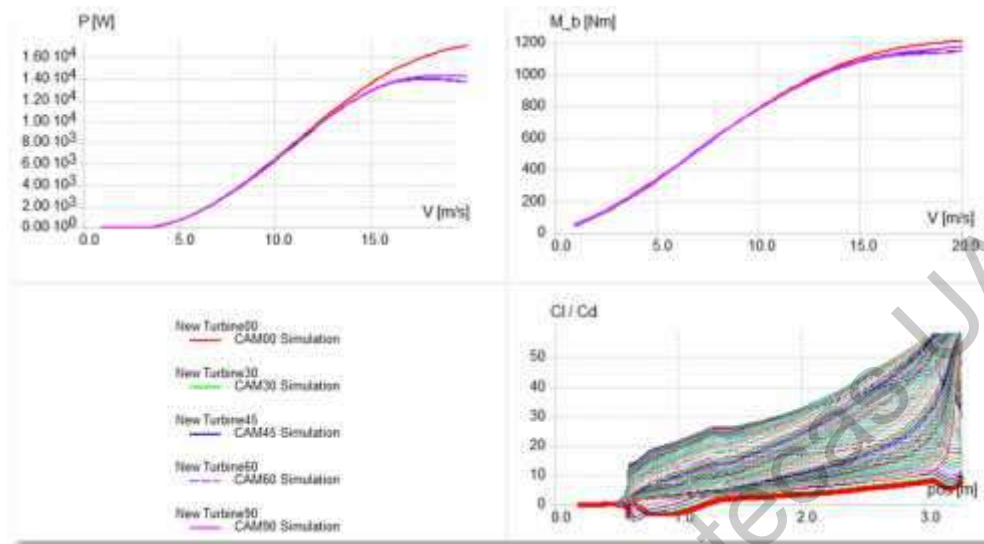 P [W]
1.60 10⁴
1.40 10⁴
1.20 10⁴
1.00 10⁴
8.00 10³
6.00 10³
4.00 10³
2.00 10³
0.00 10⁰
0.0 5.0 10.0 15.0
V [m/s]
M_b [Nm]
1200
1000
800
600
400
200
0
0.0 5.0 10.0 15.0 20.0
V [m/s]
New Turbine00
CAM00 Simulation
New Turbine30
CAM30 Simulation
New Turbine45
CAM45 Simulation
New Turbine60
CAM60 Simulation
New Turbine90
CAM90 Simulation
Cl / Cd
50
40
30
20
10
0
0.0 1.0 2.0 3.0
pos [m]